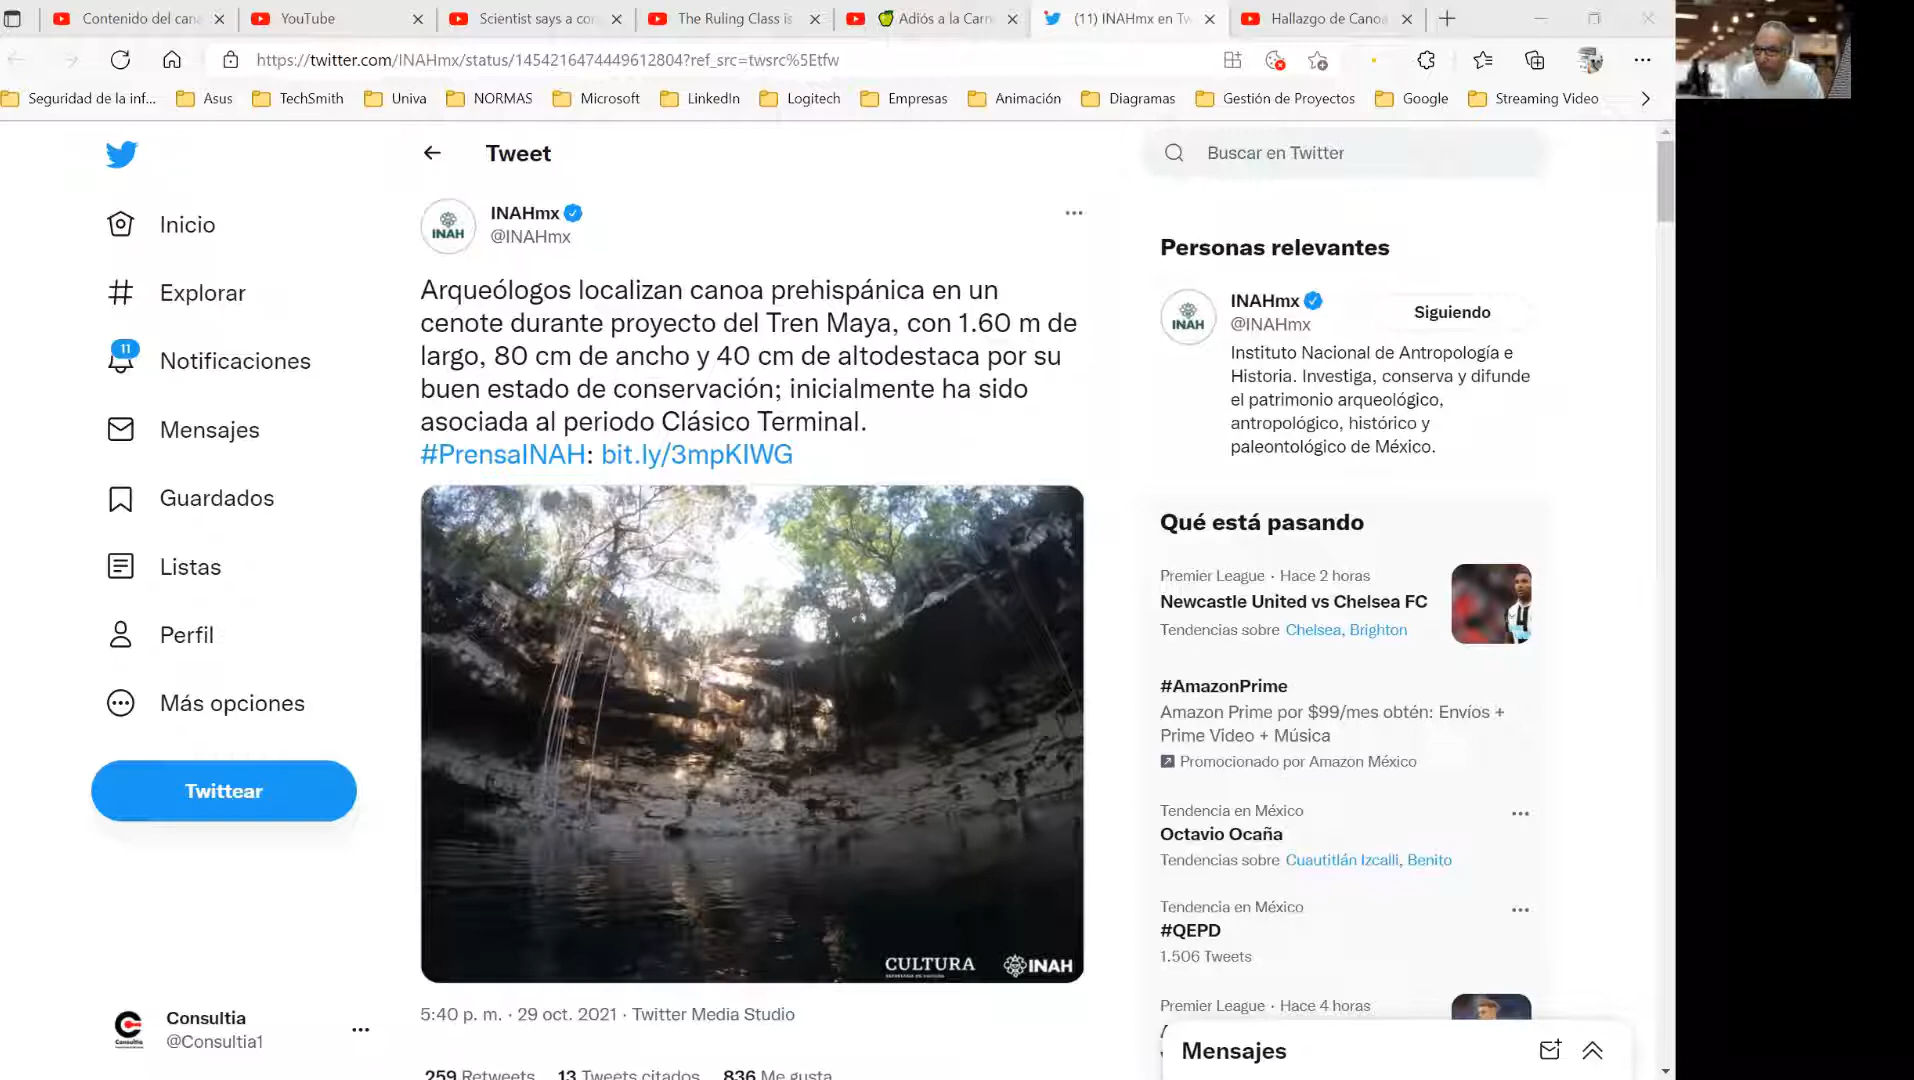 Contenido del cana
YouTube
Scientist says a co
The Ruling Class is
Adiós a la Carn
(11) INAHmx en Tw
Hallazgo de Canoa
https://twitter.com/INAHmx/status/1454216474449612804?ref_src=twsrc%5Etfw
Seguridad de la inf...
Asus
TechSmith
Univa
NORMAS
Microsoft
LinkedIn
Logitech
Empresas
Animación
Diagramas
Gestión de Proyectos
Google
Streaming Video
Inicio
Explorar
11
Notificaciones
Mensajes
Guardados
Listas
Perfil
Más opciones
Twittear
Consultia
@Consultia1
Tweet
INAH
INAHmx
@INAHmx
Arqueólogos localizan canoa prehispánica en un
cenote durante proyecto del Tren Maya, con 1.60 m de
largo, 80 cm de ancho y 40 cm de altodestaca por su
buen estado de conservación; inicialmente ha sido
asociada al periodo Clásico Terminal.
#PrensaINAH: bit.ly/3mpKIWG
CULTURA
INAH
5:40 p. m. · 29 oct. 2021 · Twitter Media Studio
259 Retweets 13 Tweets citados 836 Me gusta
Buscar en Twitter
Personas relevantes
INAH
INAHmx
@INAHmx
Siguiendo
Instituto Nacional de Antropología e
Historia. Investiga, conserva y difunde
el patrimonio arqueológico,
antropológico, histórico y
paleontológico de México.
Qué está pasando
Premier League · Hace 2 horas
Newcastle United vs Chelsea FC
Tendencias sobre Chelsea, Brighton
#AmazonPrime
Amazon Prime por $99/mes obtén: Envíos +
Prime Video + Música
Promocionado por Amazon México
Tendencia en México
Octavio Ocaña
Tendencias sobre Cuautitlán Izcalli, Benito
Tendencia en México
#QEPD
1.506 Tweets
Premier League · Hace 4 horas
Mensajes